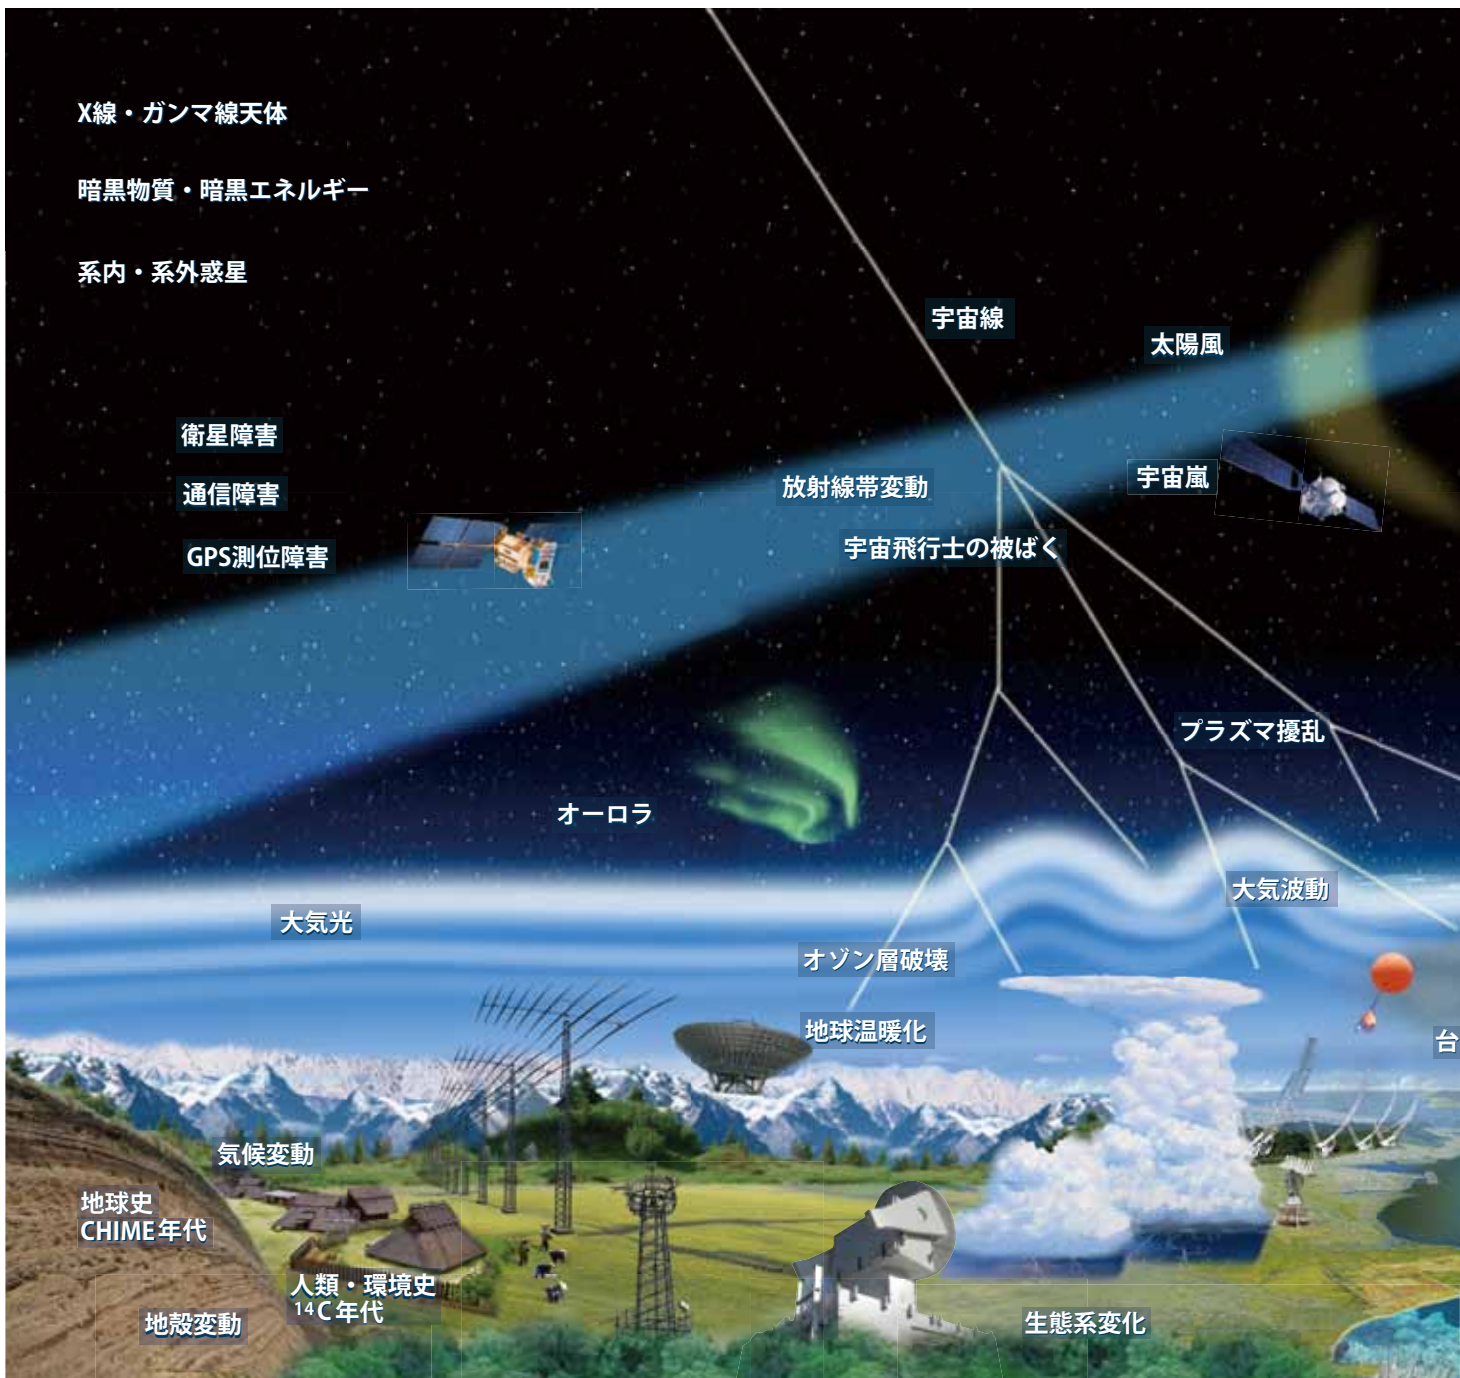 X線・ガンマ線天体
暗黒物質・暗黒エネルギー
系内・系外惑星
宇宙線
太陽風
衛星障害
通信障害
GPS測位障害
放射線帯変動
宇宙嵐
宇宙飛行士の被ばく
プラズマ擾乱
オーロラ
大気波動
大気光
オゾン層破壊
地球温暖化
台
気候変動
地球史
CHIME年代
人類・環境史
¹⁴C年代
地殻変動
生態系変化